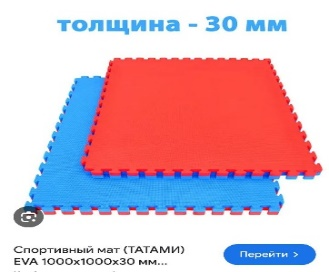 толщина - 30 мм
Спортивный мат (ТАТАМИ)
EVA 1000x1000x30 мм...
Перейти >